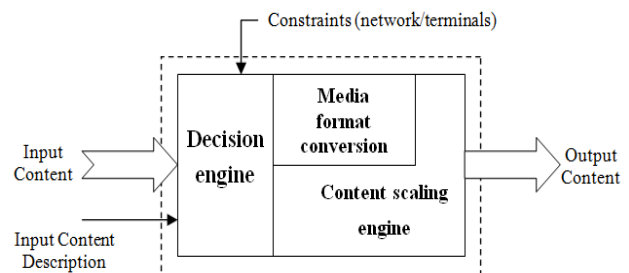 Constraints (network/terminals)
Media
format
conversion
Decision
engine
Input
Content
Output
Content
Content scaling
engine
Input Content
Description